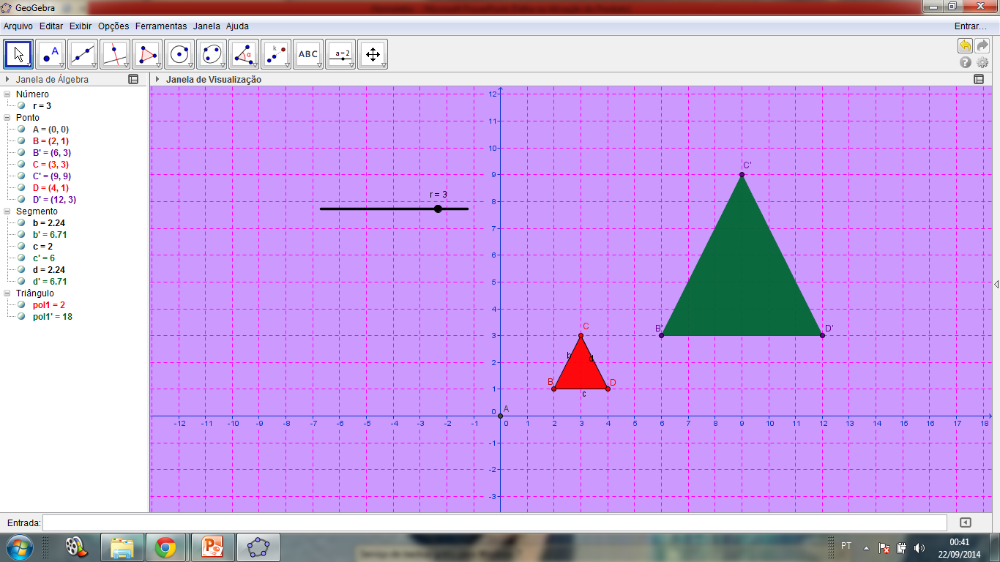 GeoGebra
Arquivo Editar Exibir Opções Ferramentas Janela Ajuda
Entrar...
A
α
k
ABC
a=2
Janela de Álgebra
Janela de Visualização
Número
r = 3
Ponto
A = (0, 0)
B = (2, 1)
B' = (6, 3)
C = (3, 3)
C' = (9, 9)
D = (4, 1)
D' = (12, 3)
Segmento
b = 2.24
b' = 6.71
c = 2
c' = 6
d = 2.24
d' = 6.71
Triângulo
pol1 = 2
pol1' = 18
12
11
10
9
8
7
6
5
4
3
2
1
0
-1
-2
-3
-12 -11 -10 -9 -8 -7 -6 -5 -4 -3 -2 -1 0 1 2 3 4 5 6 7 8 9 10 11 12 13 14 15 16 17 18
r = 3
C'
B'
D'
C
b
d
B
D
c
A
Entrada:
PT
00:41
22/09/2014